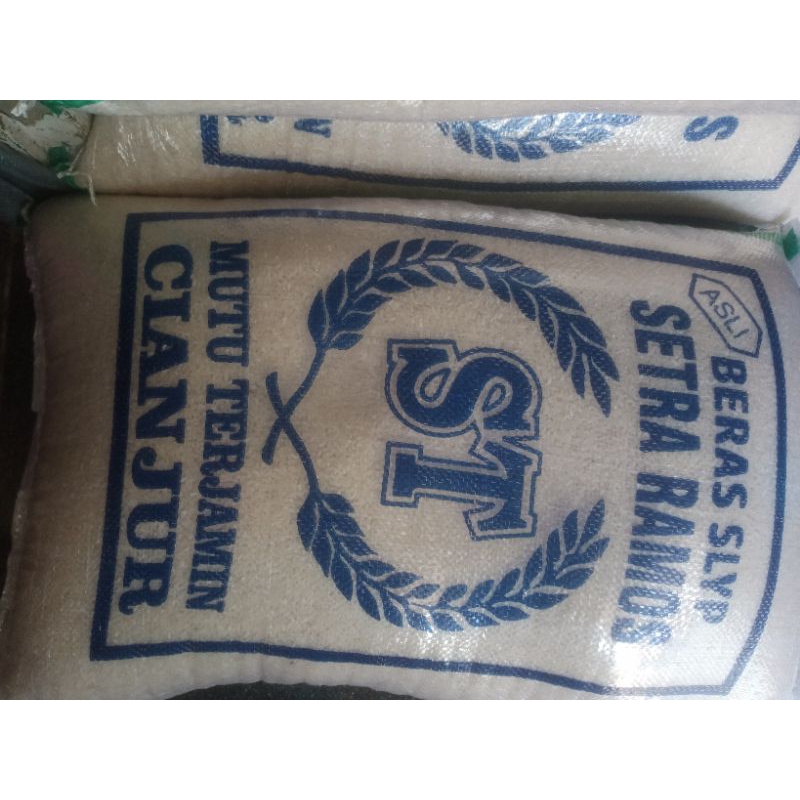 ASLI
BERAS SLYP
SETRA RAMOS
ST
MUTU TERJAMIN
CIANJUR